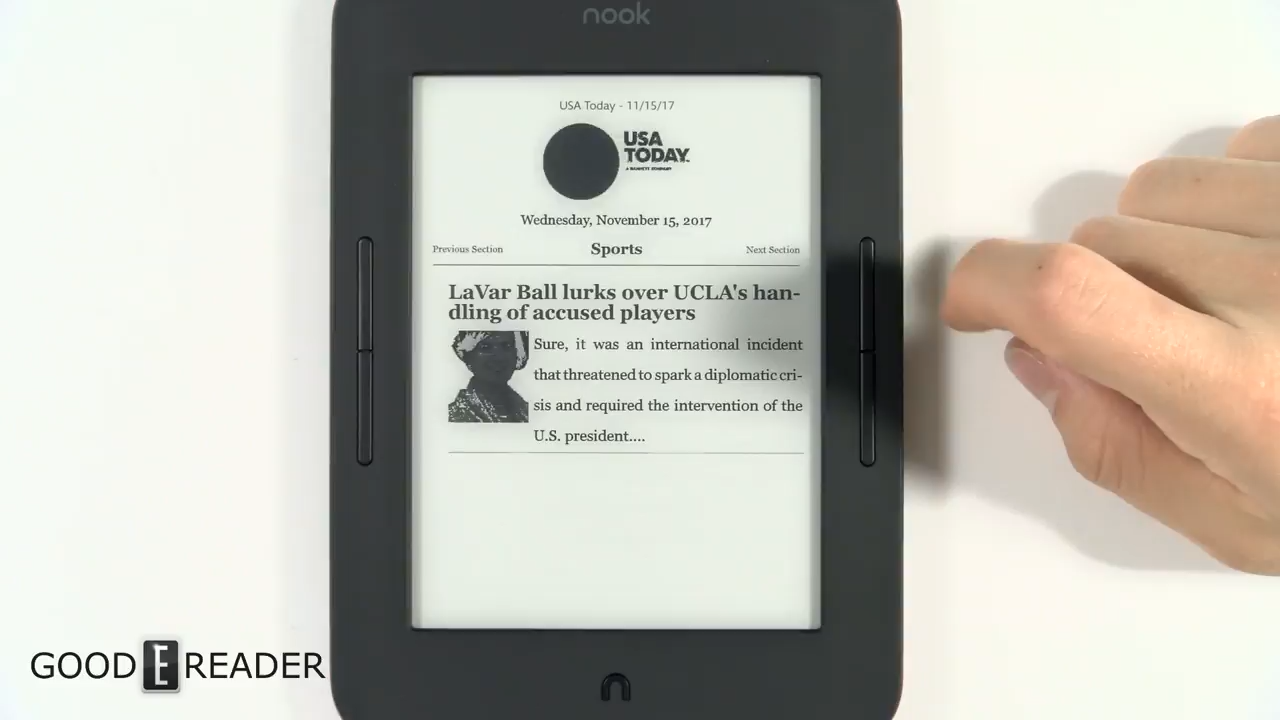 nook
USA Today - 11/15/17
USA
TODAY
A GANNETT COMPANY
Wednesday, November 15, 2017
Previous Section Sports Next Section
LaVar Ball lurks over UCLA's han-
dling of accused players
Sure, it was an international incident
that threatened to spark a diplomatic cri-
sis and required the intervention of the
U.S. president....
GOOD E READER